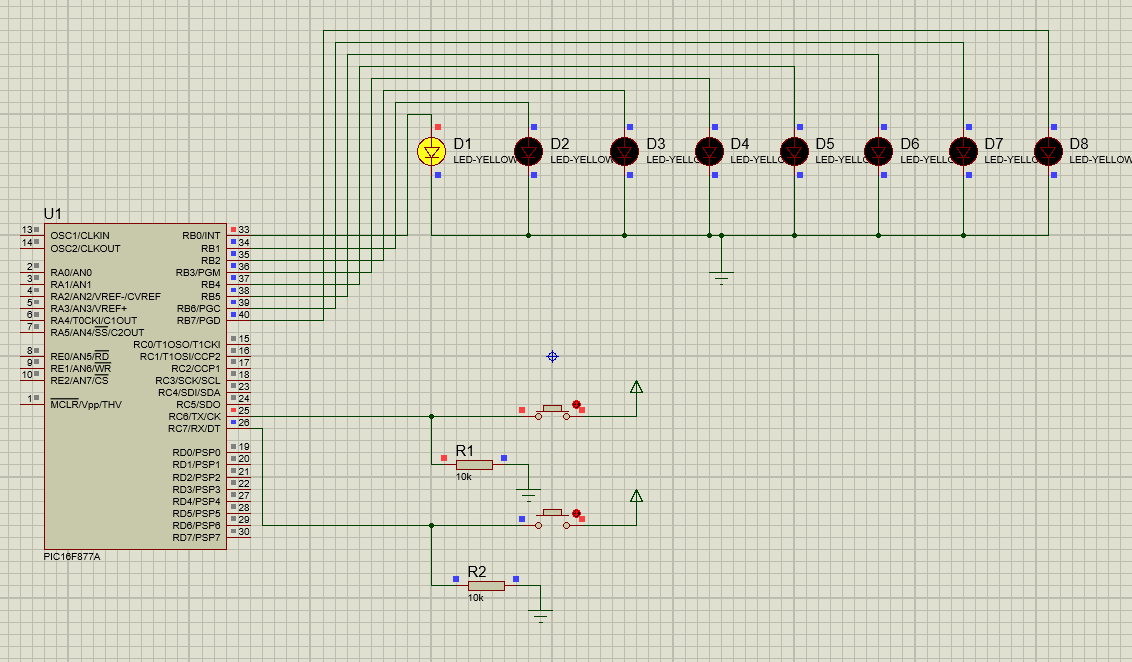 D1
LED-YELLOW
D2
LED-YELLOW
D3
LED-YELLO
D4
LED-YELLO
D5
LED-YELLO
D6
LED-YELLO
D7
LED-YELLO
D8
LED-YELLOW
U1
13
14
2
3
4
5
6
7
8
9
10
1
OSC1/CLKIN
OSC2/CLKOUT
RA0/AN0
RA1/AN1
RA2/AN2/VREF-/CVREF
RA3/AN3/VREF+
RA4/T0CKI/C1OUT
RA5/AN4/SS/C2OUT
RE0/AN5/RD
RE1/AN6/WR
RE2/AN7/CS
MCLR/Vpp/THV
RB0/INT
RB1
RB2
RB3/PGM
RB4
RB5
RB6/PGC
RB7/PGD
RC0/T1OSO/T1CKI
RC1/T1OSI/CCP2
RC2/CCP1
RC3/SCK/SCL
RC4/SDI/SDA
RC5/SDO
RC6/TX/CK
RC7/RX/DT
RD0/PSP0
RD1/PSP1
RD2/PSP2
RD3/PSP3
RD4/PSP4
RD5/PSP5
RD6/PSP6
RD7/PSP7
33
34
35
36
37
38
39
40
15
16
17
18
23
24
25
26
19
20
21
22
27
28
29
30
PIC16F877A
R1
10k
R2
10k